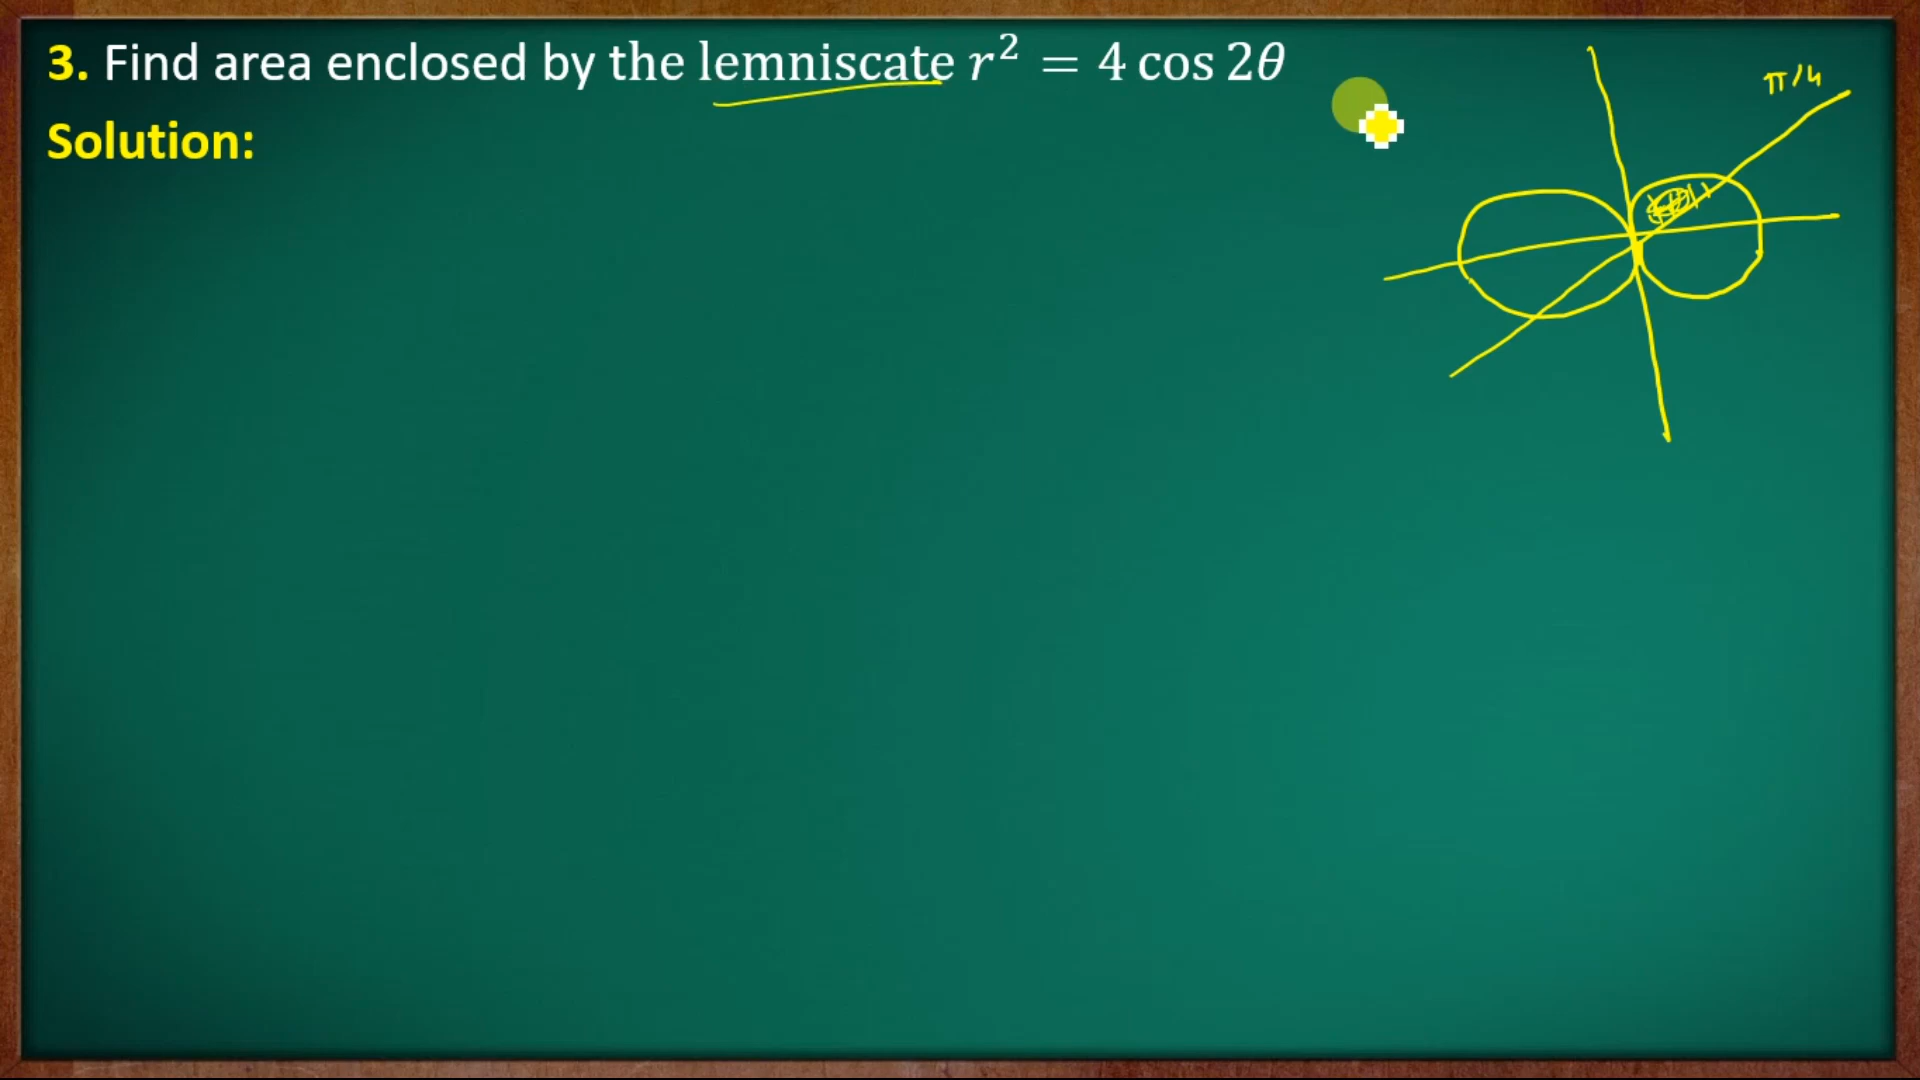 3. Find area enclosed by the lemniscate r² = 4 cos 2θ
π/4
Solution: